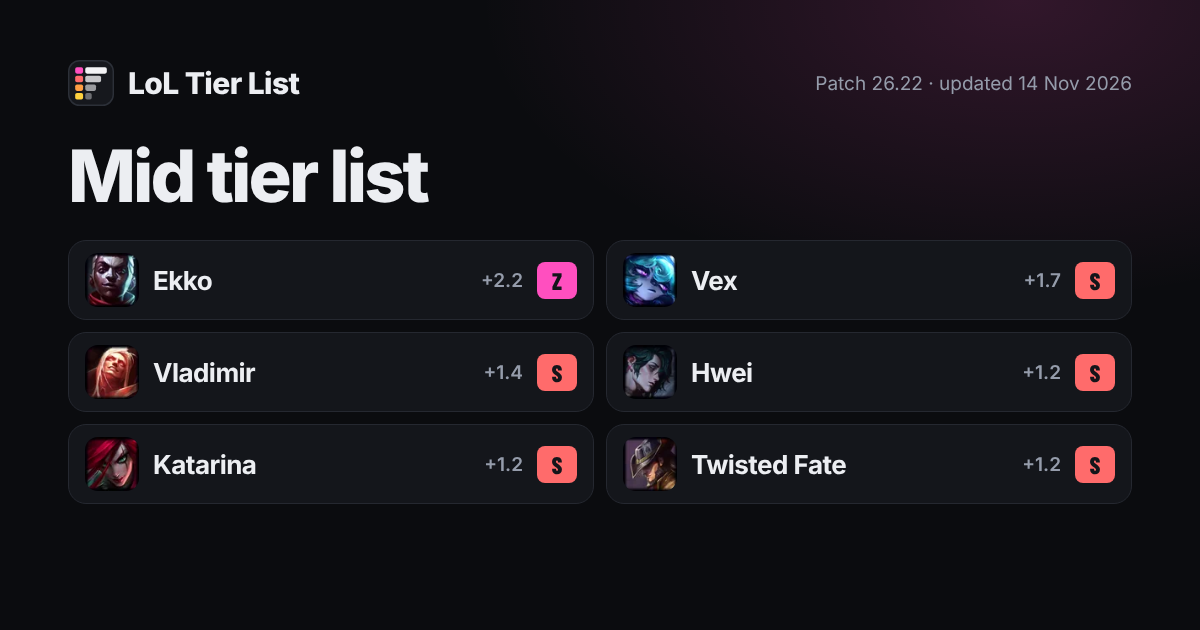 LoL Tier List
Patch 26.22 · updated 14 Nov 2026
Mid tier list
Ekko +2.2 Z
Vex +1.7 S
Vladimir +1.4 S
Hwei +1.2 S
Katarina +1.2 S
Twisted Fate +1.2 S